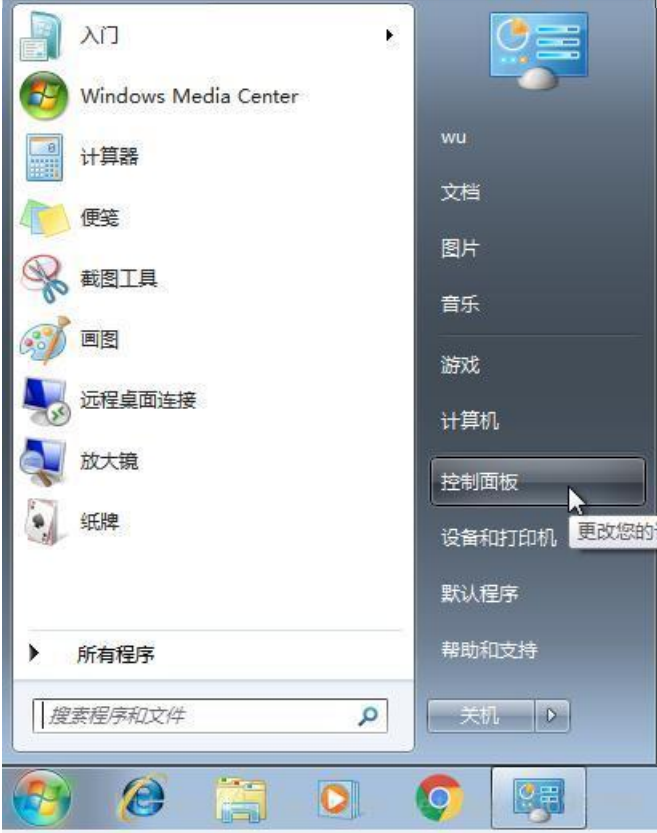 入门
Windows Media Center
计算器
便笺
截图工具
画图
远程桌面连接
放大镜
纸牌
所有程序
搜索程序和文件
wu
文档
图片
音乐
游戏
计算机
控制面板
更改您的
设备和打印机
默认程序
帮助和支持
关机